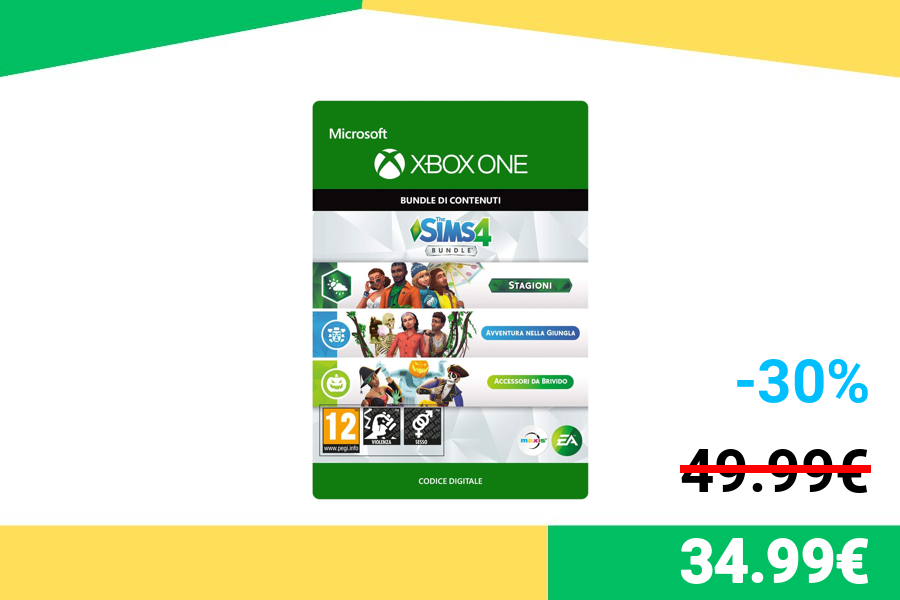 Microsoft
XBOX ONE
BUNDLE DI CONTENUTI
The
SIMS 4
BUNDLE
STAGIONI
AVVENTURA NELLA GIUNGLA
ACCESSORI DA BRIVIDO
12
www.pegi.info
VIOLENZA
SESSO
maxis
EA
CODICE DIGITALE
-30%
49.99€
34.99€